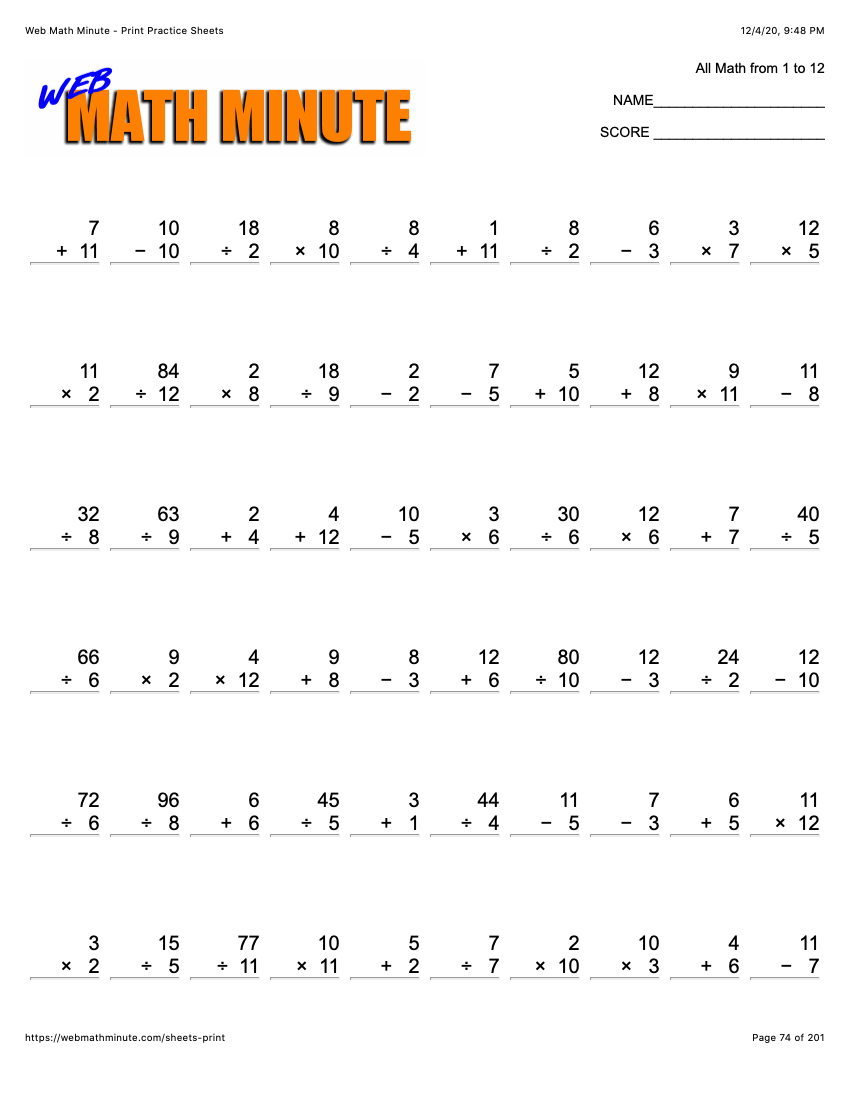 Web Math Minute - Print Practice Sheets 12/4/20, 9:48 PM
All Math from 1 to 12
WEB
MATH MINUTE
NAME______________________
SCORE ______________________
7 10 18 8 8 1 8 6 3 12
+ 11 − 10 ÷ 2 × 10 ÷ 4 + 11 ÷ 2 − 3 × 7 × 5
11 84 2 18 2 7 5 12 9 11
× 2 ÷ 12 × 8 ÷ 9 − 2 − 5 + 10 + 8 × 11 − 8
32 63 2 4 10 3 30 12 7 40
÷ 8 ÷ 9 + 4 + 12 − 5 × 6 ÷ 6 × 6 + 7 ÷ 5
66 9 4 9 8 12 80 12 24 12
÷ 6 × 2 × 12 + 8 − 3 + 6 ÷ 10 − 3 ÷ 2 − 10
72 96 6 45 3 44 11 7 6 11
÷ 6 ÷ 8 + 6 ÷ 5 + 1 ÷ 4 − 5 − 3 + 5 × 12
3 15 77 10 5 7 2 10 4 11
× 2 ÷ 5 ÷ 11 × 11 + 2 ÷ 7 × 10 × 3 + 6 − 7
https://webmathminute.com/sheets-print Page 74 of 201